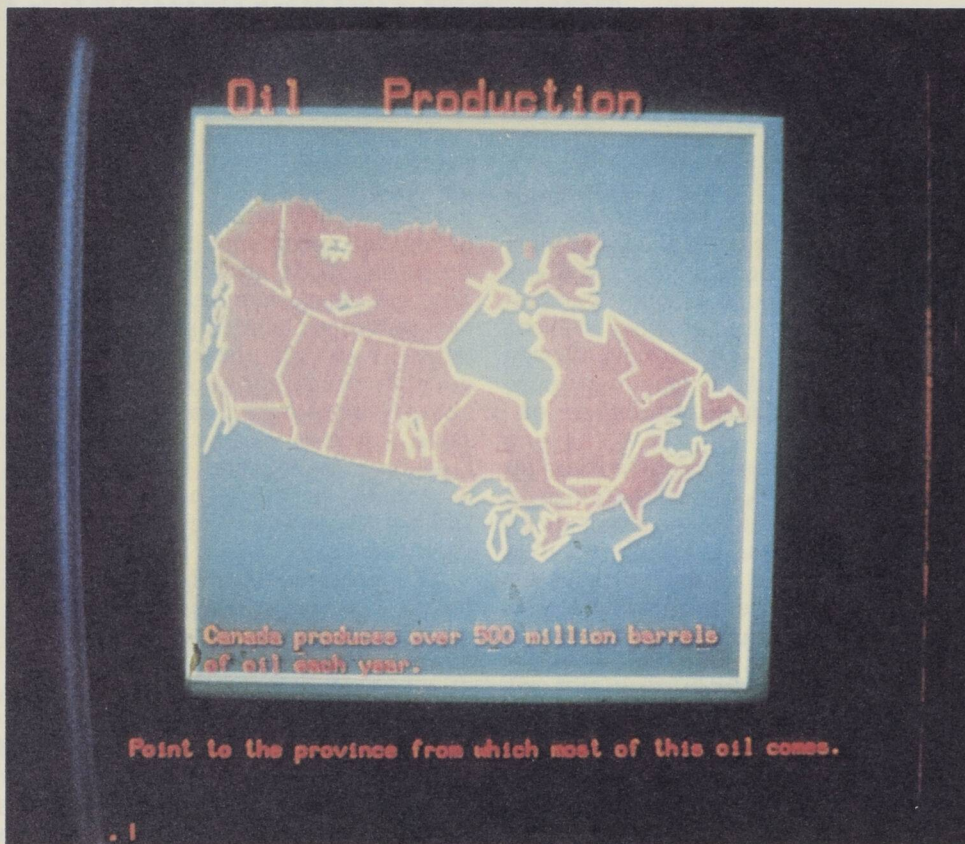 Oil Production
Canada produces over 500 million barrels
of oil each year.
Point to the province from which most of this oil comes.